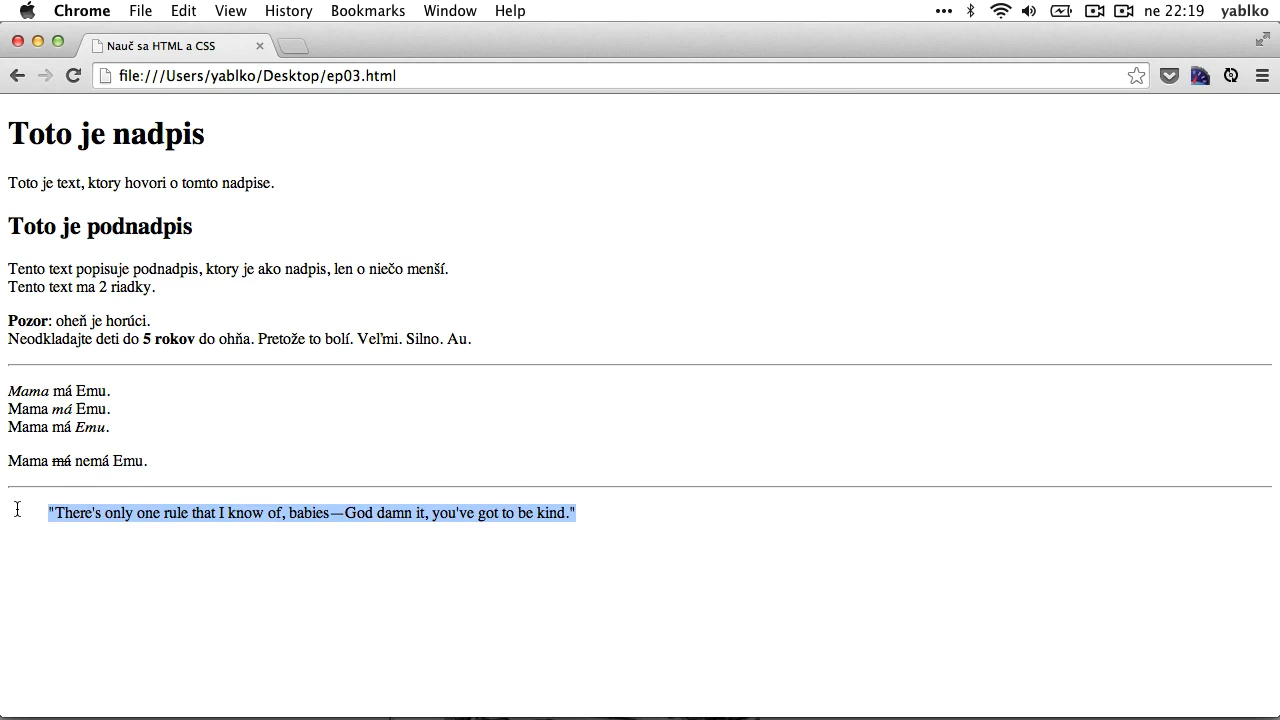 Chrome File Edit View History Bookmarks Window Help ne 22:19 yablko
Nauč sa HTML a CSS
file:///Users/yablko/Desktop/ep03.html
Toto je nadpis
Toto je text, ktory hovori o tomto nadpise.
Toto je podnadpis
Tento text popisuje podnadpis, ktory je ako nadpis, len o niečo menší.
Tento text ma 2 riadky.
Pozor: oheň je horúci.
Neodkladajte deti do 5 rokov do ohňa. Pretože to bolí. Veľmi. Silno. Au.
Mama má Emu.
Mama má Emu.
Mama má Emu.
Mama má nemá Emu.
"There's only one rule that I know of, babies—God damn it, you've got to be kind."